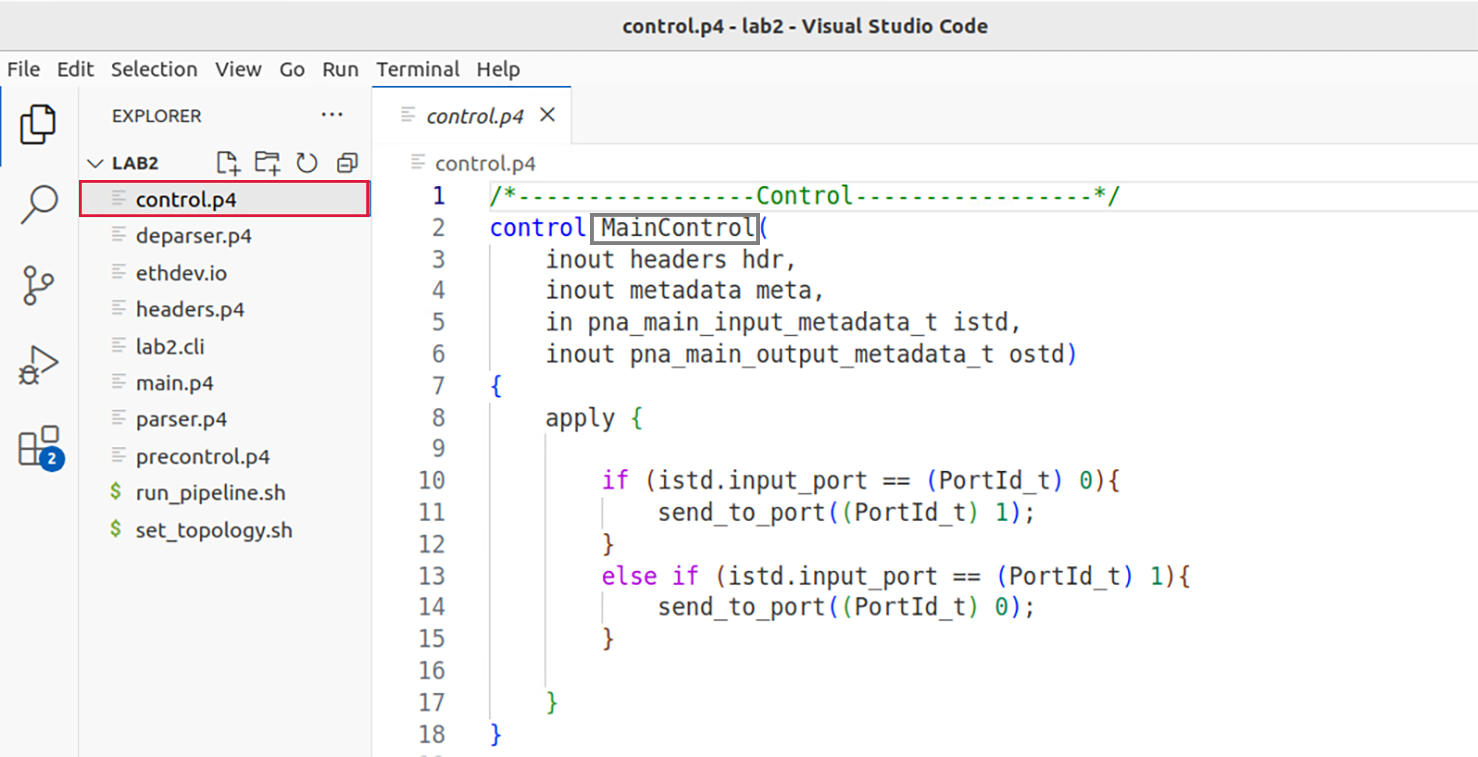 control.p4 - lab2 - Visual Studio Code
File Edit Selection View Go Run Terminal Help
EXPLORER ...
LAB2
control.p4
deparser.p4
ethdev.io
headers.p4
lab2.cli
main.p4
parser.p4
precontrol.p4
$ run_pipeline.sh
$ set_topology.sh
2
control.p4
control.p4
1 /*-----------------Control-----------------*/
2 control MainControl(
3 inout headers hdr,
4 inout metadata meta,
5 in pna_main_input_metadata_t istd,
6 inout pna_main_output_metadata_t ostd)
7 {
8 apply {
9
10 if (istd.input_port == (PortId_t) 0){
11 send_to_port((PortId_t) 1);
12 }
13 else if (istd.input_port == (PortId_t) 1){
14 send_to_port((PortId_t) 0);
15 }
16
17 }
18 }